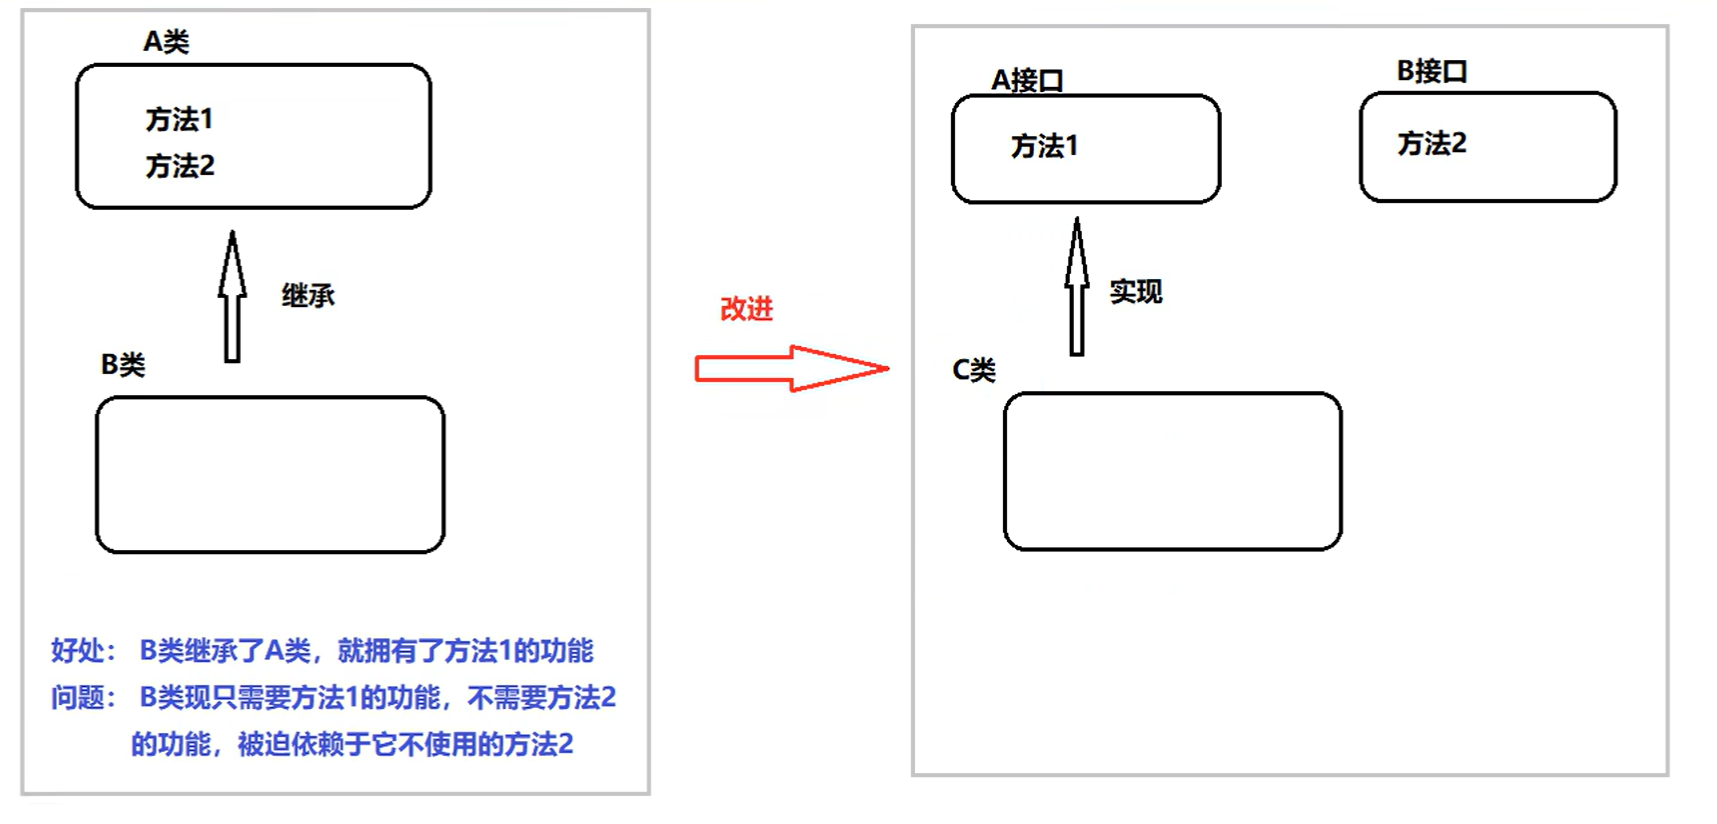 A类
方法1
方法2
继承
B类
好处： B类继承了A类，就拥有了方法1的功能
问题： B类现只需要方法1的功能，不需要方法2
的功能，被迫依赖于它不使用的方法2
改进
A接口
方法1
B接口
方法2
实现
C类